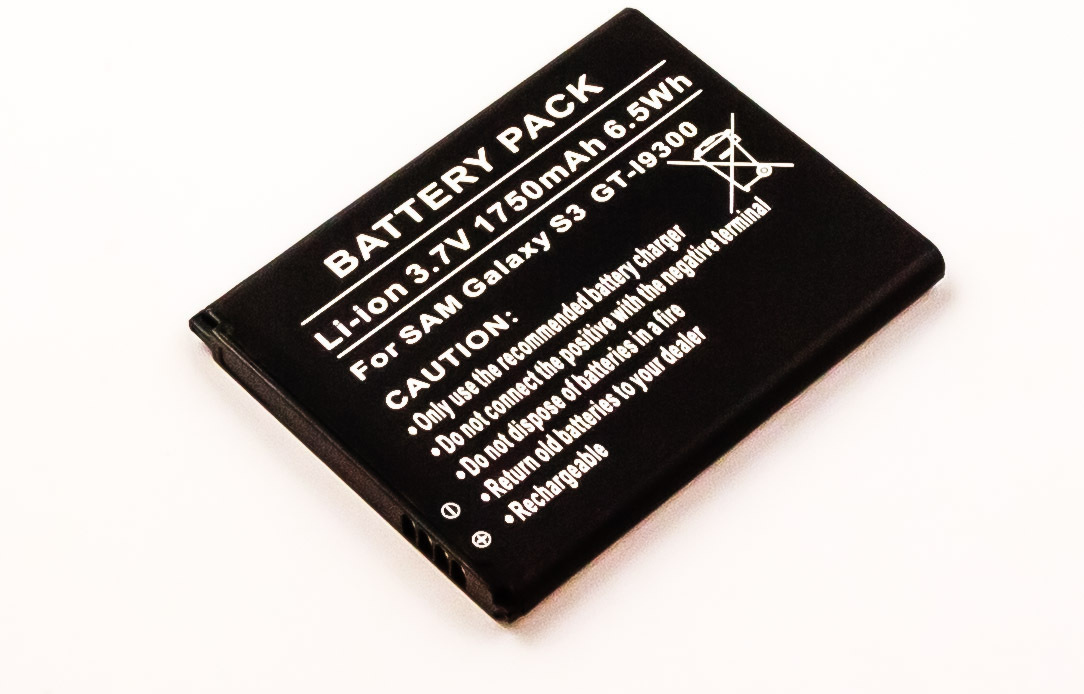 BATTERY PACK
Li-ion 3.7V 1750mAh 6.5Wh
For SAM Galaxy S3 GT-I9300
CAUTION:
•Only use the recommended battery charger
•Do not connect the positive with the negative terminal
•Do not dispose of batteries in a fire
•Return old batteries to your dealer
•Rechargeable